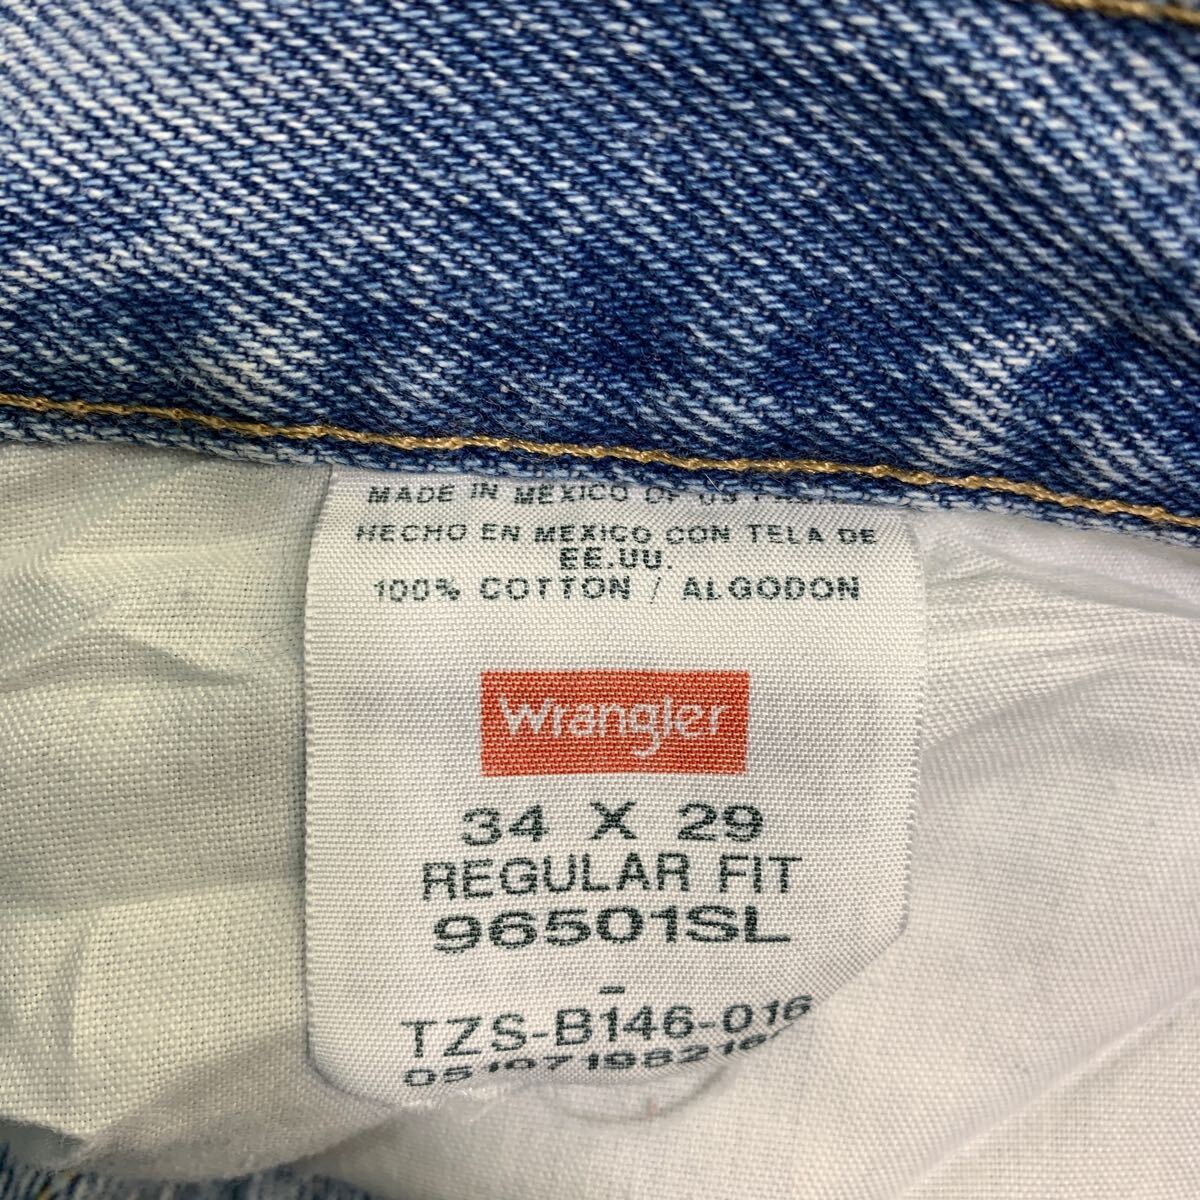 MADE IN MEXICO OF US
HECHO EN MEXICO CON TELA DE
EE.UU.
100% COTTON / ALGODON
Wrangler
34 X 29
REGULAR FIT
96501SL
-
TZS-B146-016